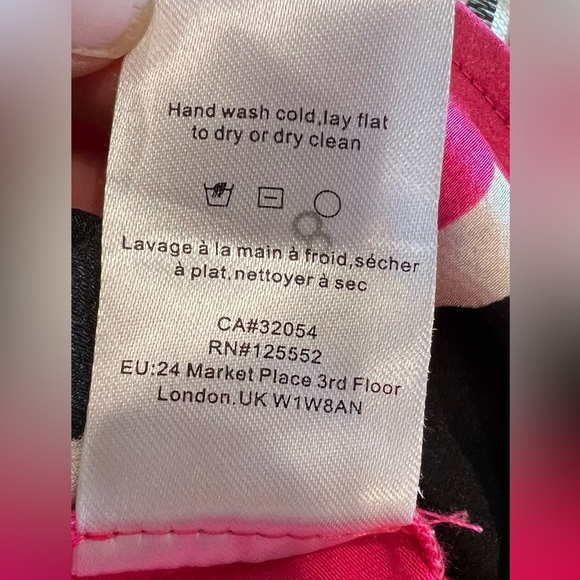 Hand wash cold,lay flat
to dry or dry clean
Lavage à la main à froid,sécher
à plat,nettoyer à sec
CA#32054
RN#125552
EU:24 Market Place 3rd Floor
London.UK W1W8AN